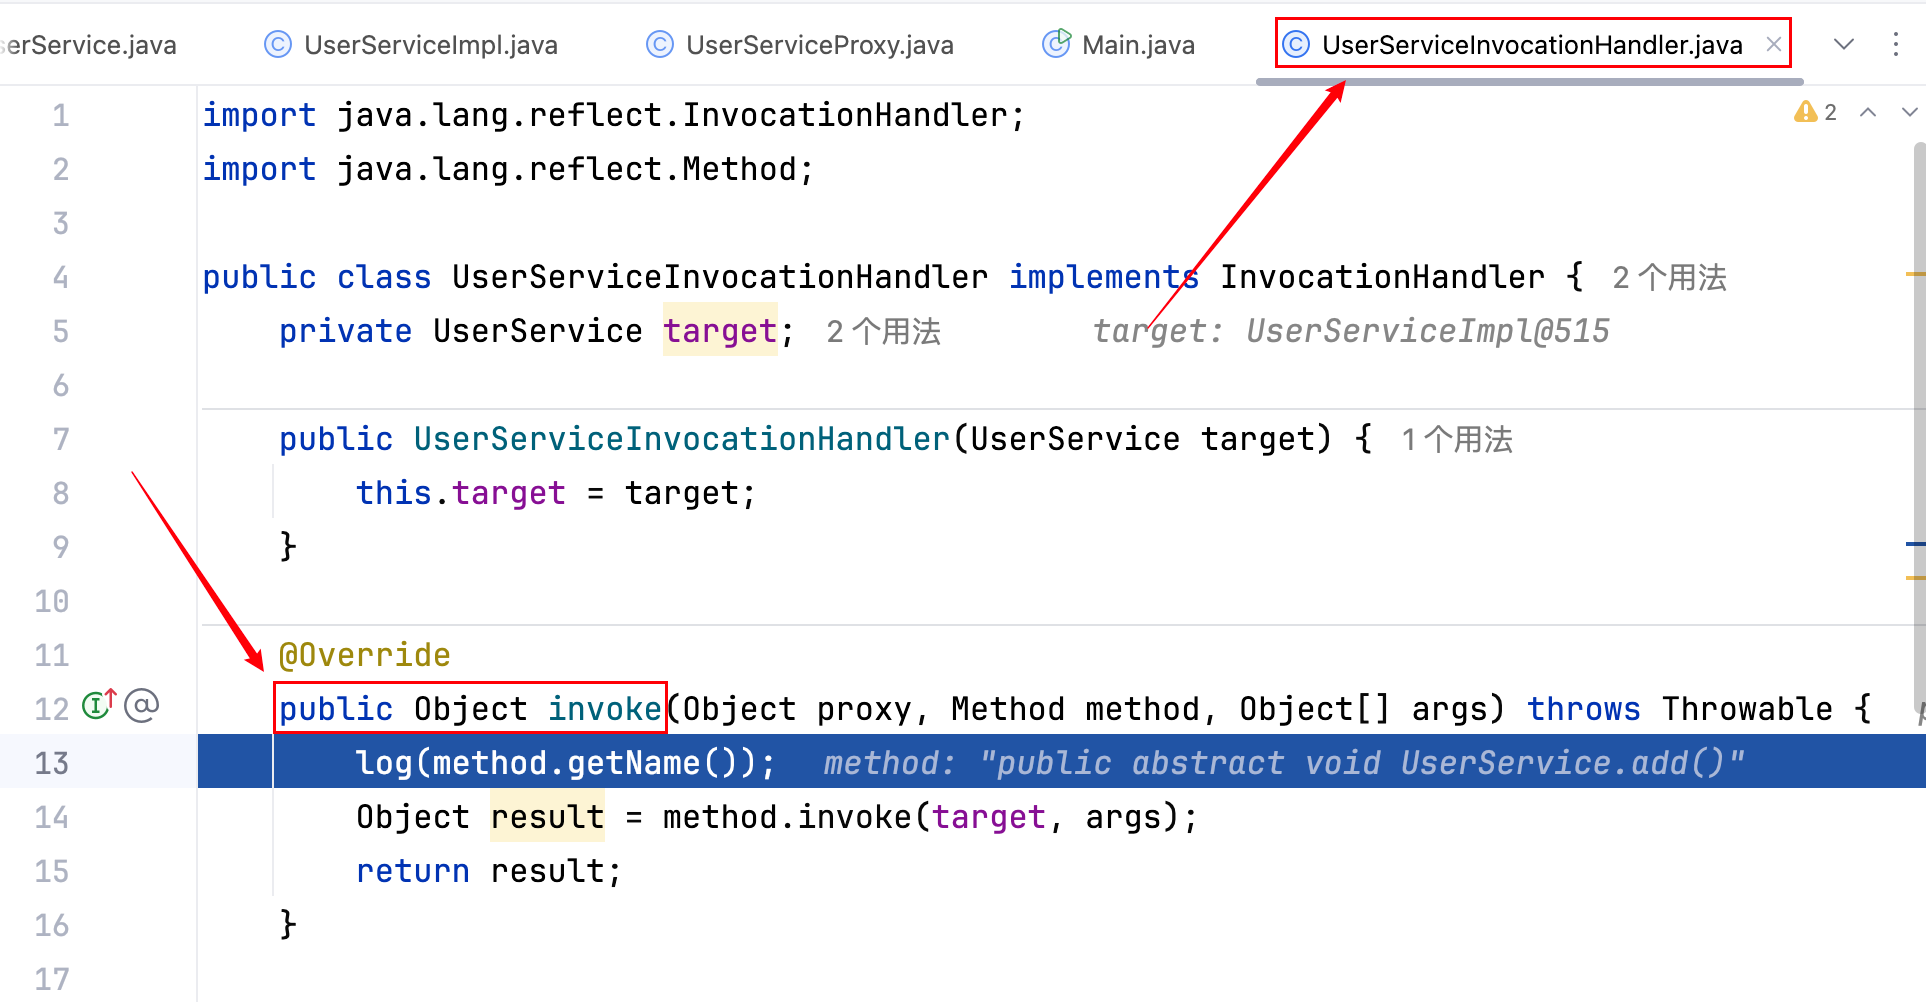 erService.java UserServiceImpl.java UserServiceProxy.java Main.java UserServiceInvocationHandler.java
1 import java.lang.reflect.InvocationHandler; 2
2 import java.lang.reflect.Method;
3
4 public class UserServiceInvocationHandler implements InvocationHandler { 2 个用法
5 private UserService target; 2 个用法 target: UserServiceImpl@515
6
7 public UserServiceInvocationHandler(UserService target) { 1 个用法
8 this.target = target;
9 }
10
11 @Override
12 public Object invoke(Object proxy, Method method, Object[] args) throws Throwable {
13 log(method.getName()); method: "public abstract void UserService.add()"
14 Object result = method.invoke(target, args);
15 return result;
16 }
17